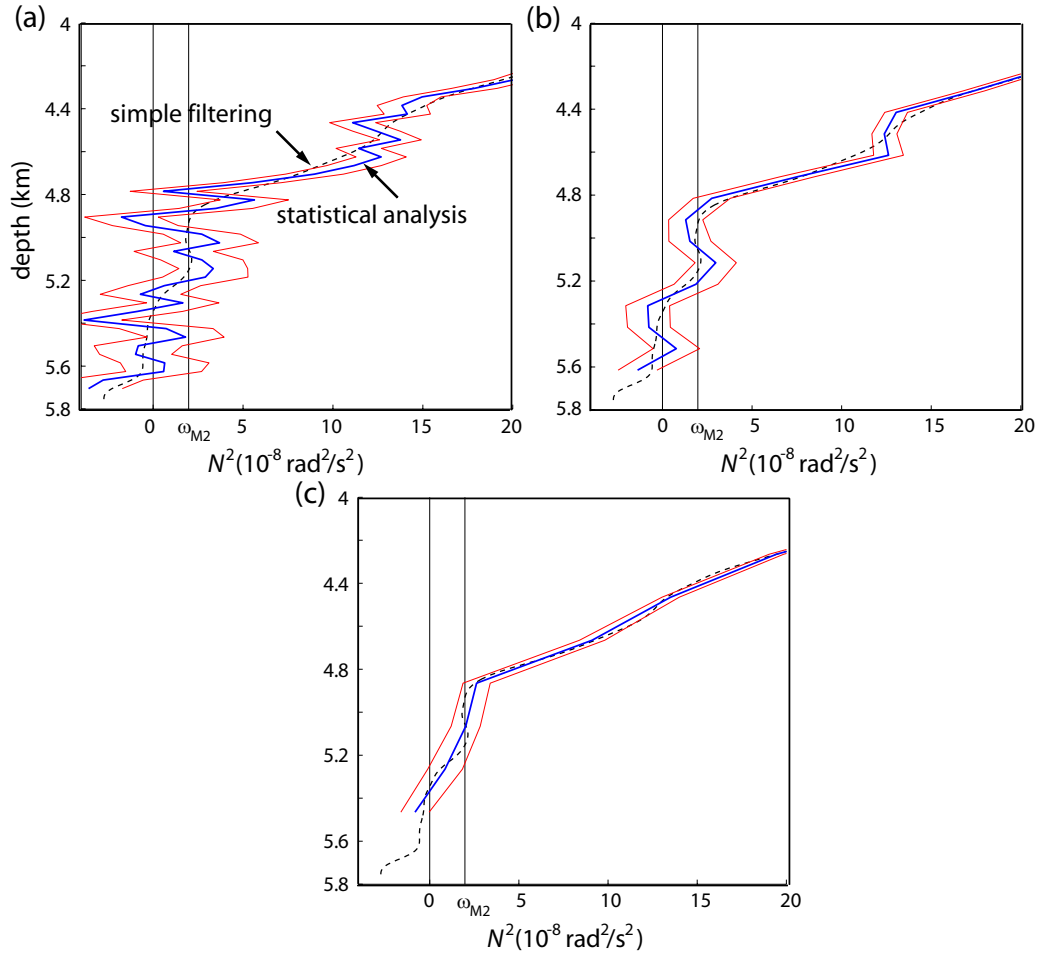 (a)
4
4.4
4.8
5.2
5.6
5.8
depth (km)
simple filtering
statistical analysis
0 5 10 15 20
ωM2
N2(10-8 rad2/s2)
(b)
4
4.4
4.8
5.2
5.6
5.8
0 5 10 15 20
ωM2
N2(10-8 rad2/s2)
(c)
4
4.4
4.8
5.2
5.6
5.8
0 5 10 15 20
ωM2
N2(10-8 rad2/s2)